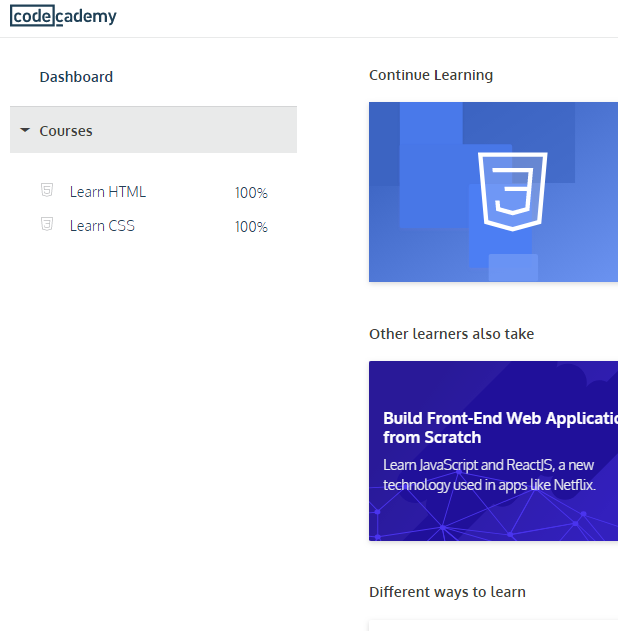 codecademy
Dashboard
Courses
Learn HTML 100%
Learn CSS 100%
Continue Learning
Other learners also take
Build Front-End Web Applicatio
from Scratch
Learn JavaScript and ReactJS, a new
technology used in apps like Netflix.
Different ways to learn